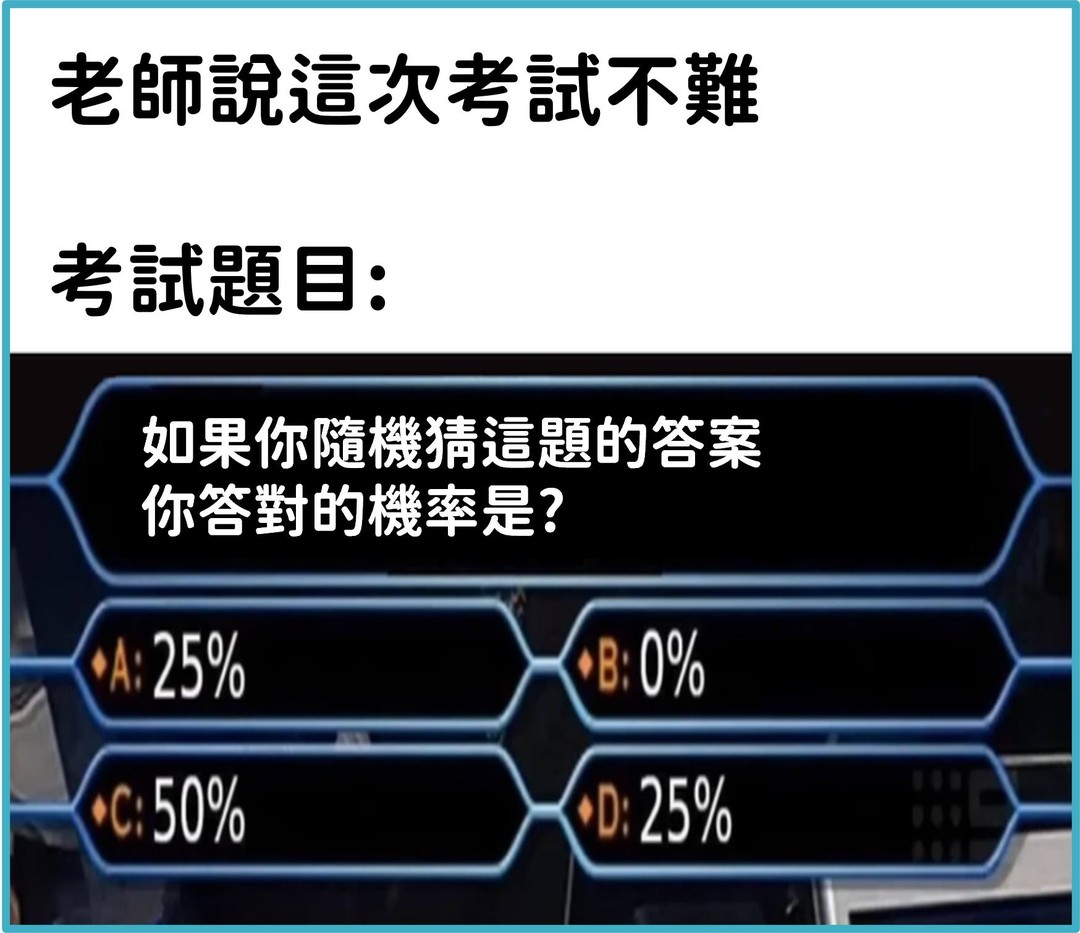 老師說這次考試不難
考試題目:
如果你隨機猜這題的答案
你答對的機率是?
A: 25%
B: 0%
C: 50%
D: 25%